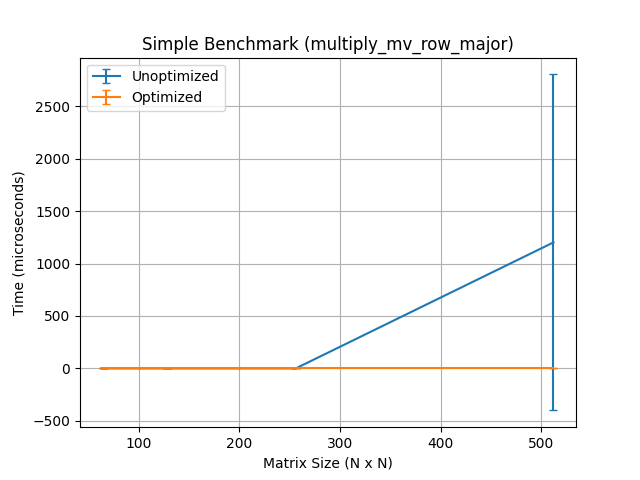 Simple Benchmark (multiply_mv_row_major)
Unoptimized
Optimized
Time (microseconds)
2500
2000
1500
1000
500
0
−500
100 200 300 400 500
Matrix Size (N x N)